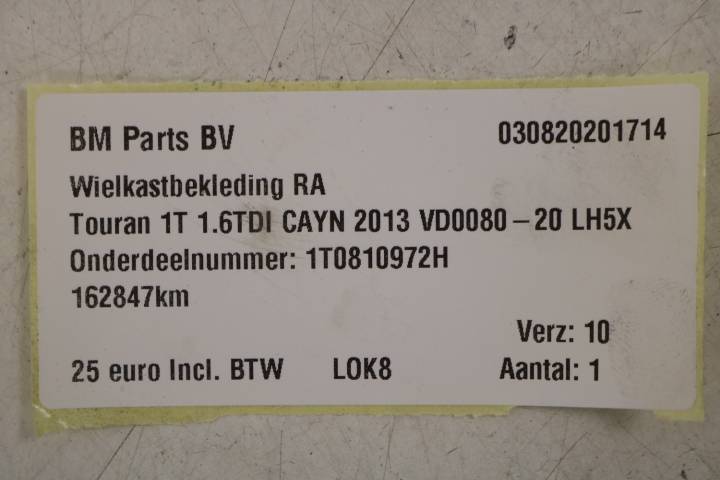 BM Parts BV 030820201714
Wielkastbekleding RA
Touran 1T 1.6TDI CAYN 2013 VD0080-20 LH5X
Onderdeelnummer: 1T0810972H
162847km
Verz: 10
25 euro Incl. BTW LOK8 Aantal: 1